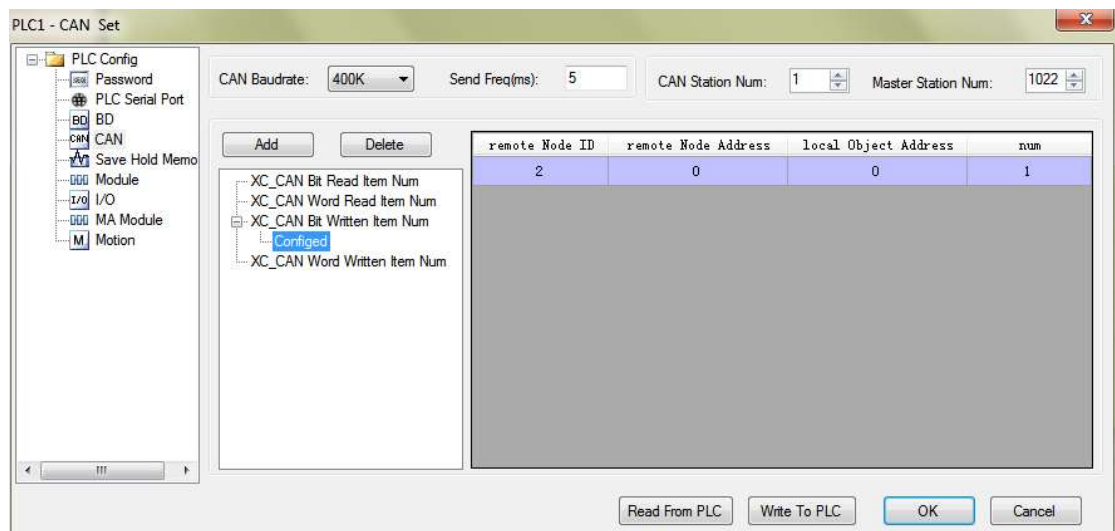 PLC1 - CAN Set
PLC Config
Password
PLC Serial Port
BD
CAN
Save Hold Memo
Module
I/O
MA Module
Motion
CAN Baudrate: 400K Send Freq(ms): 5 CAN Station Num: 1 Master Station Num: 1022
Add Delete
XC_CAN Bit Read Item Num
XC_CAN Word Read Item Num
XC_CAN Bit Written Item Num
Configed
XC_CAN Word Written Item Num
remote Node ID remote Node Address local Object Address num
2 0 0 1
Read From PLC Write To PLC OK Cancel